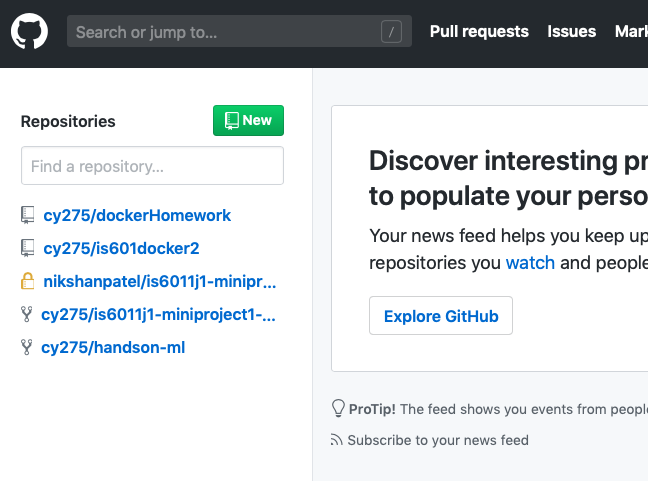 Search or jump to... /
Pull requests Issues Mark
Repositories
New
Find a repository...
cy275/dockerHomework
cy275/is601docker2
nikshanpatel/is6011j1-minipr...
cy275/is6011j1-miniproject1-...
cy275/handson-ml
Discover interesting pr
to populate your perso
Your news feed helps you keep up
repositories you watch and people
Explore GitHub
ProTip! The feed shows you events from people
Subscribe to your news feed